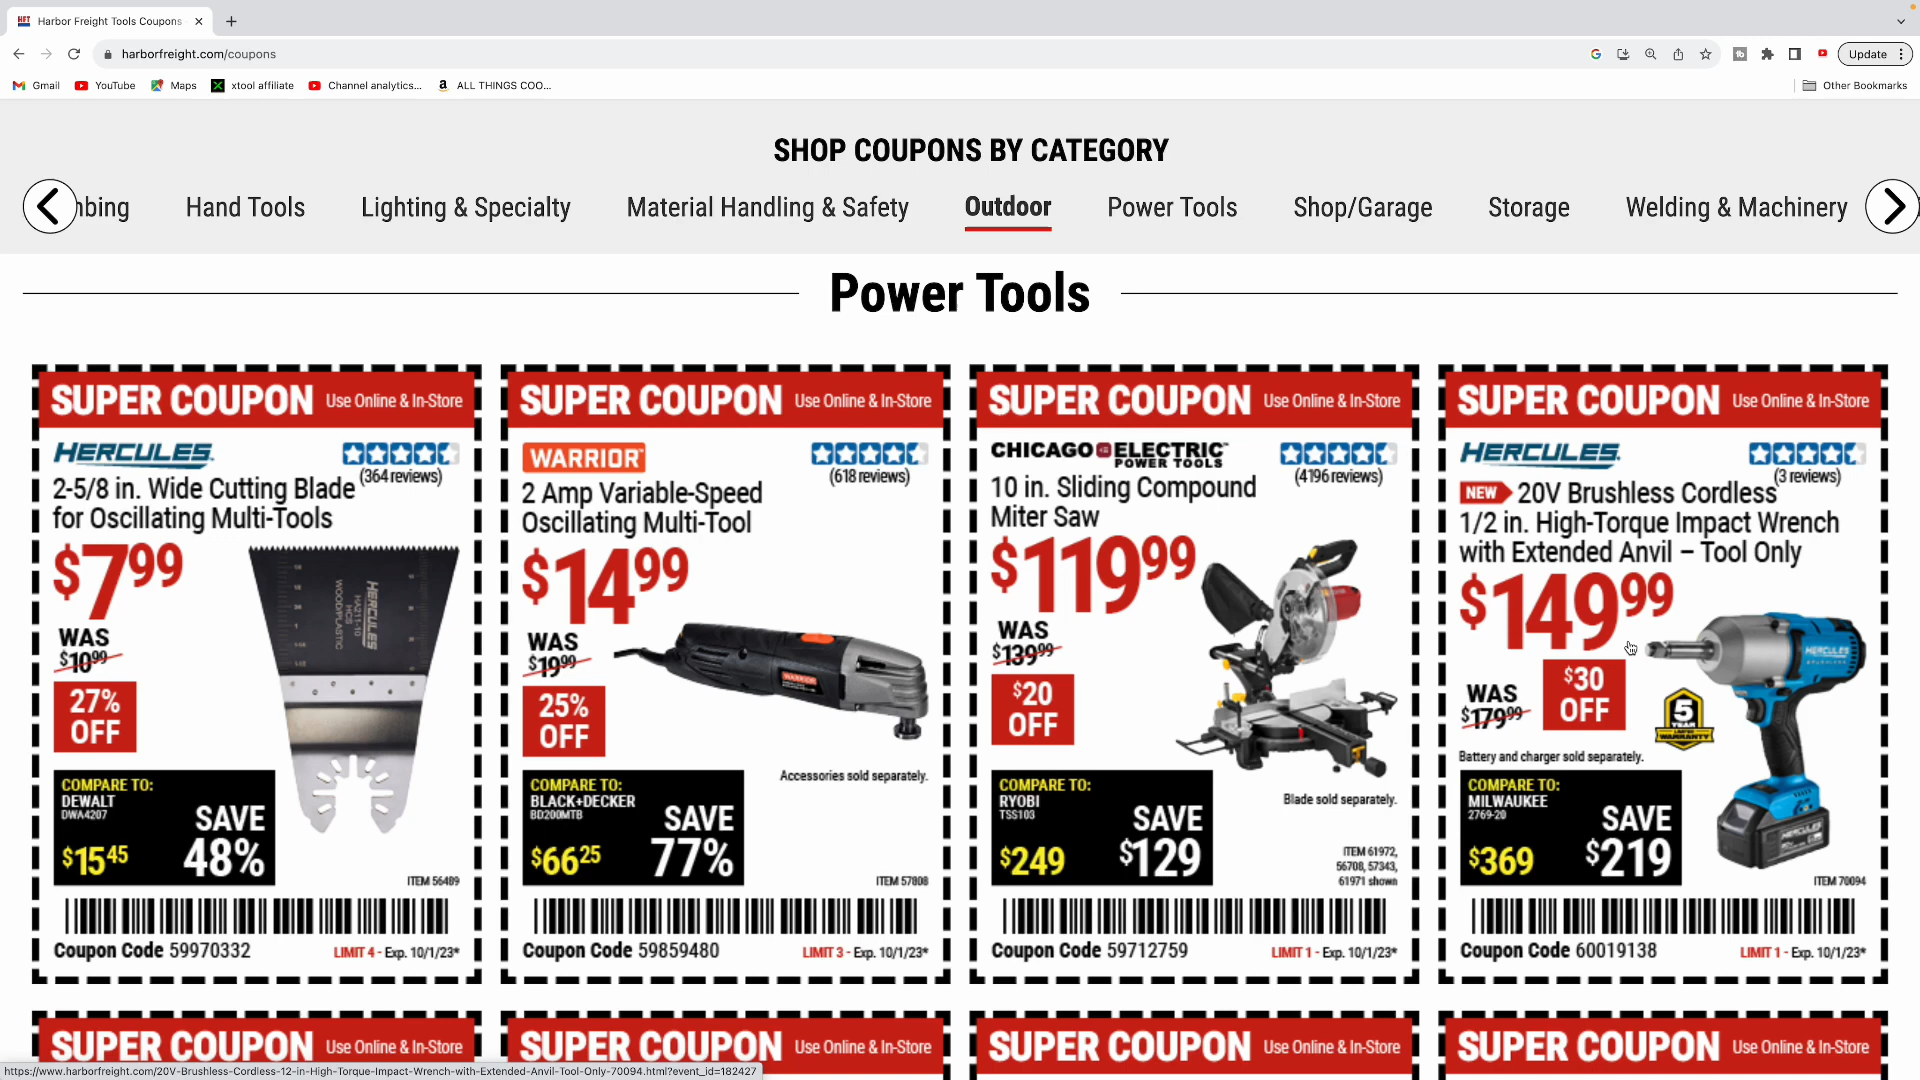 Harbor Freight Tools Coupons
harborfreight.com/coupons
Update
Gmail
YouTube
Maps
xtool affiliate
Channel analytics...
a ALL THINGS COO...
Other Bookmarks
SHOP COUPONS BY CATEGORY
nbing
Hand Tools
Lighting & Specialty
Material Handling & Safety
Outdoor
Power Tools
Shop/Garage
Storage
Welding & Machinery
Power Tools
SUPER COUPON Use Online & In-Store
HERCULES
(364 reviews)
2-5/8 in. Wide Cutting Blade
for Oscillating Multi-Tools
$7.99
WAS
$10.99
27%
OFF
HERCULES
HA211-10
HCS
WOOD/PLASTIC
COMPARE TO:
DEWALT
DWA4207
$15.45
SAVE
48%
ITEM 56489
Coupon Code 59970332
LIMIT 4 - Exp. 10/1/23*
SUPER COUPON Use Online & In-Store
WARRIOR
(618 reviews)
2 Amp Variable-Speed
Oscillating Multi-Tool
$14.99
WAS
$19.99
25%
OFF
WARRIOR
Accessories sold separately.
COMPARE TO:
BLACK+DECKER
BD200MTB
$66.25
SAVE
77%
ITEM 57808
Coupon Code 59859480
LIMIT 3 - Exp. 10/1/23*
SUPER COUPON Use Online & In-Store
CHICAGO ELECTRIC
POWER TOOLS
(4196 reviews)
10 in. Sliding Compound
Miter Saw
$119.99
WAS
$139.99
$20
OFF
Blade sold separately.
COMPARE TO:
RYOBI
TSS103
$249
SAVE
$129
ITEM 61972,
56708, 57343,
61971 shown
Coupon Code 59712759
LIMIT 1 - Exp. 10/1/23*
SUPER COUPON Use Online & In-Store
HERCULES
(3 reviews)
NEW 20V Brushless Cordless
1/2 in. High-Torque Impact Wrench
with Extended Anvil – Tool Only
$149.99
WAS
$179.99
$30
OFF
5
YEAR
LIMITED
WARRANTY
HERCULES
BRUSHLESS
HERCULES
Battery and charger sold separately.
COMPARE TO:
MILWAUKEE
2769-20
$369
SAVE
$219
ITEM 70094
Coupon Code 60019138
LIMIT 1 - Exp. 10/1/23*
SUPER COUPON Use Online & In-Store
SUPER COUPON Use Online & In-Store
SUPER COUPON Use Online & In-Store
SUPER COUPON Use Online & In-Store
https://www.harborfreight.com/20V-Brushless-Cordless-12-in-High-Torque-Impact-Wrench-with-Extended-Anvil-Tool-Only-70094.html?event_id=182427